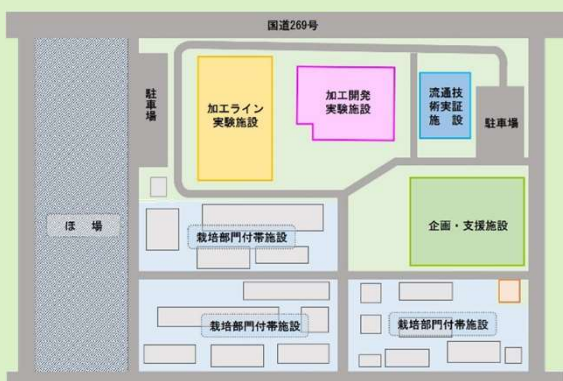 国道269号
駐車場
加工ライン
実験施設
加工開発
実験施設
流通技
術実証
施　設
駐車場
ほ　場
栽培部門付帯施設
企画・支援施設
栽培部門付帯施設
栽培部門付帯施設